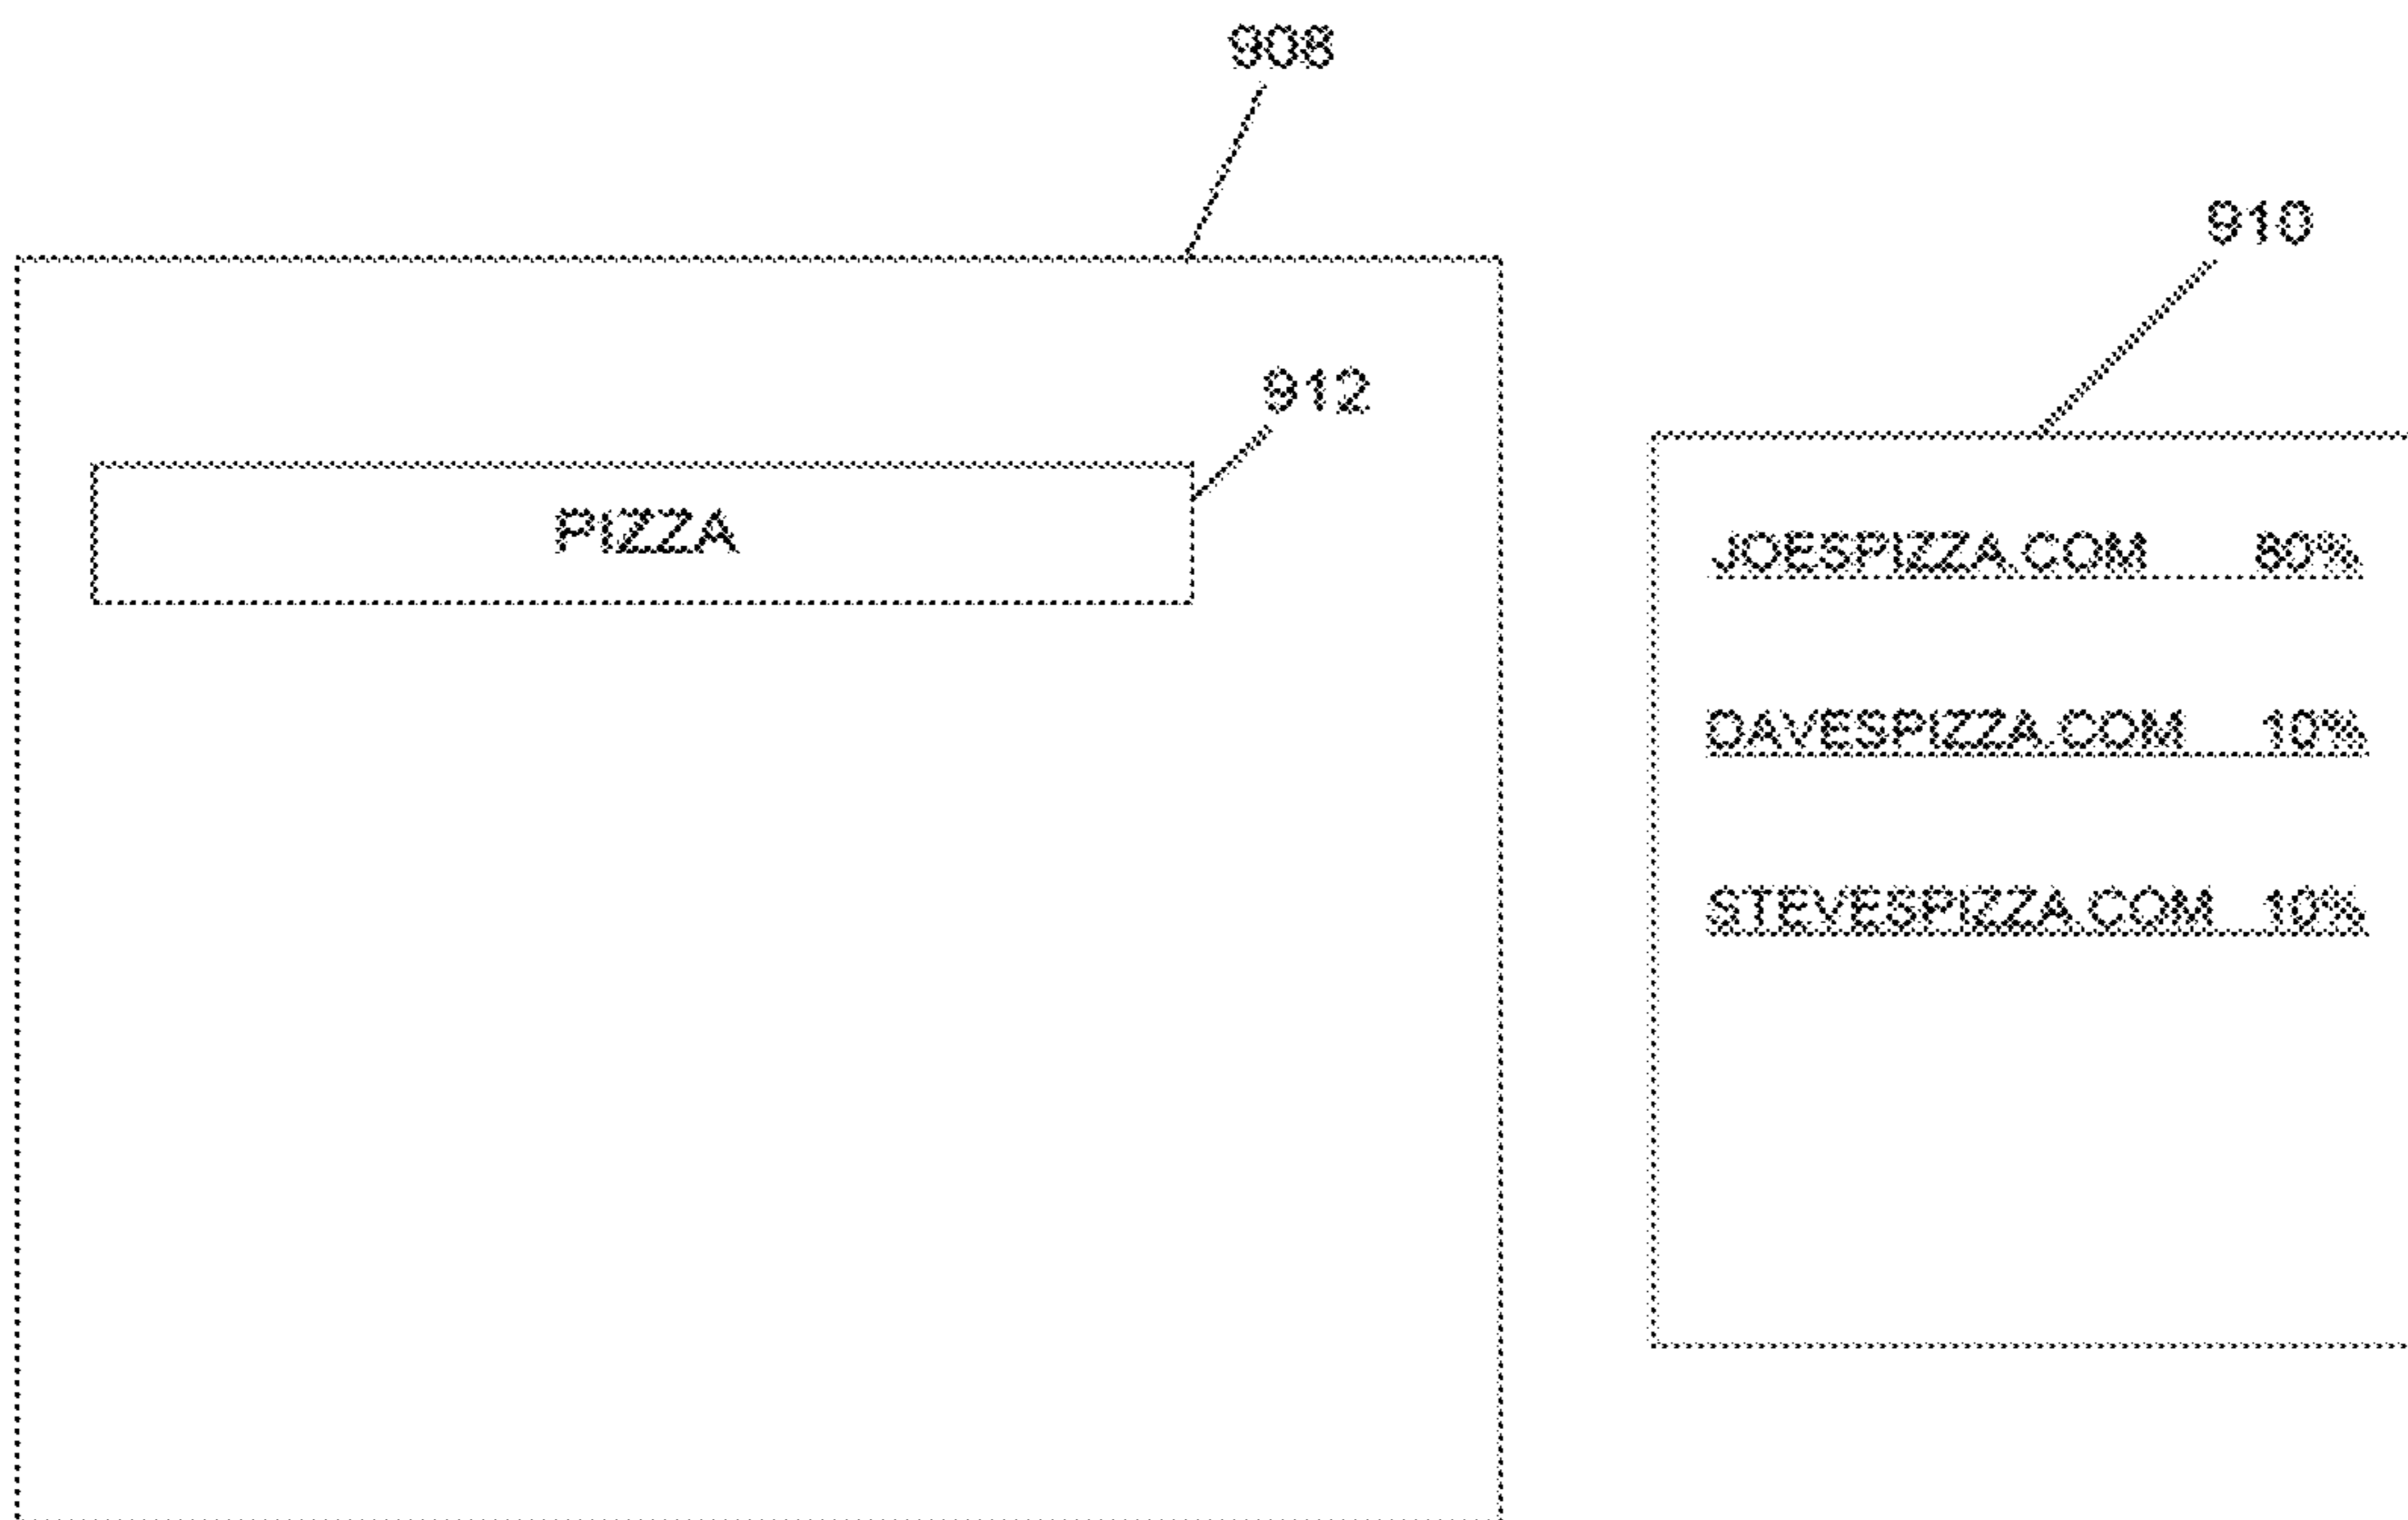 908
910
912
PIZZA
JOESPIZZA.COM 80%
DAVESPIZZA.COM 10%
STEVESPIZZA.COM 10%